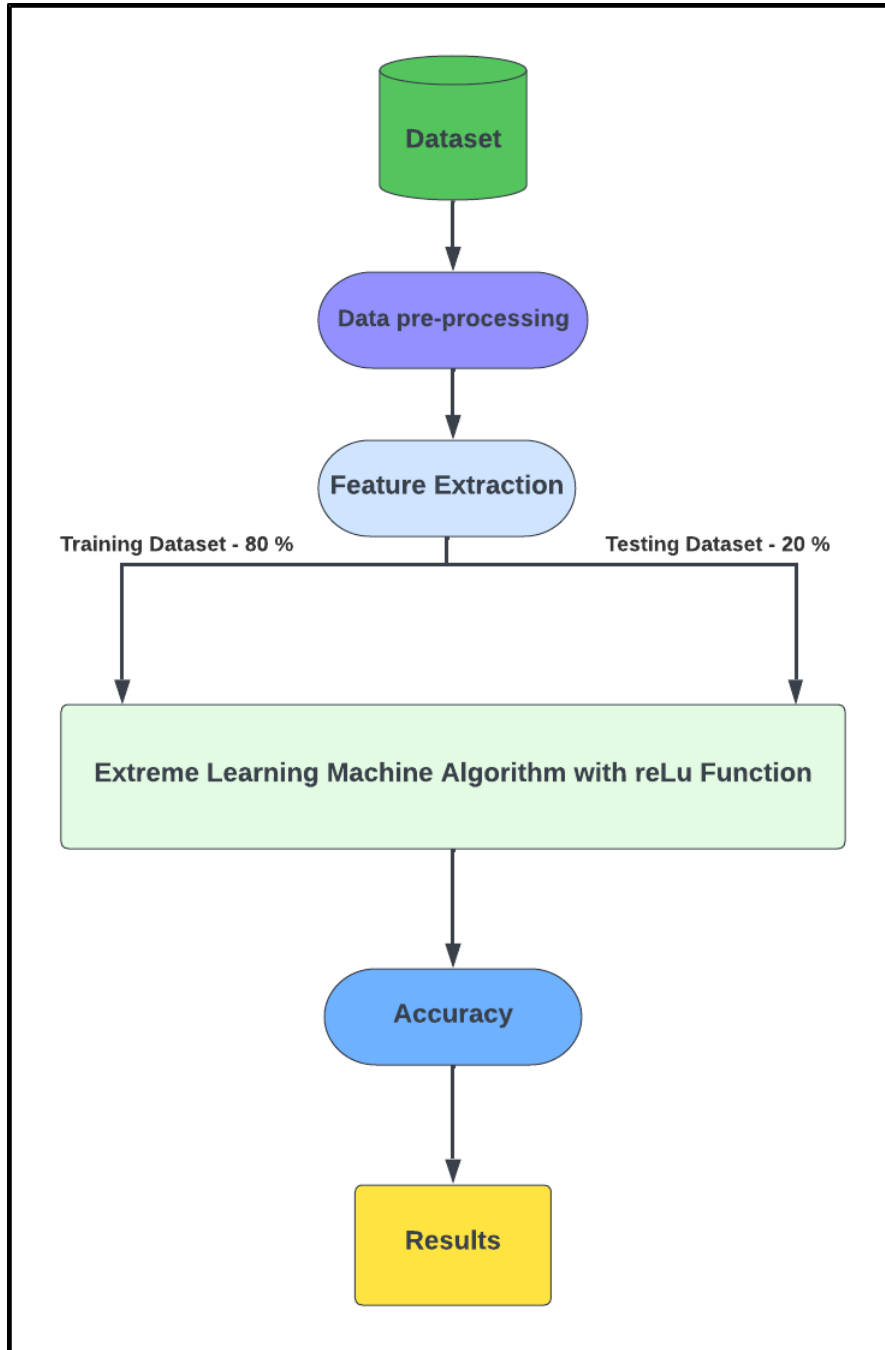 Dataset
Data pre-processing
Feature Extraction
Training Dataset - 80 %
Testing Dataset - 20 %
Extreme Learning Machine Algorithm with reLu Function
Accuracy
Results